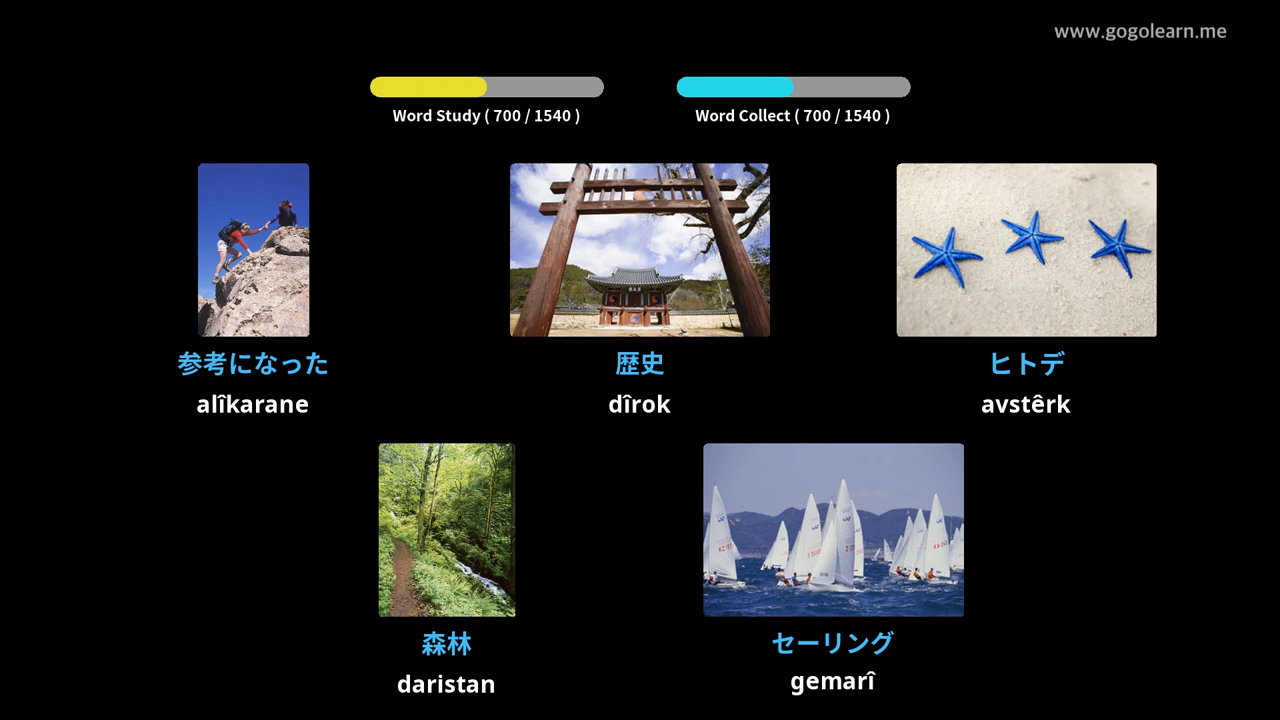 www.gogolearn.me
Word Study ( 700 / 1540 )
Word Collect ( 700 / 1540 )
参考になった
alîkarane
歴史
dîrok
ヒトデ
avstêrk
森林
daristan
セーリング
gemarî